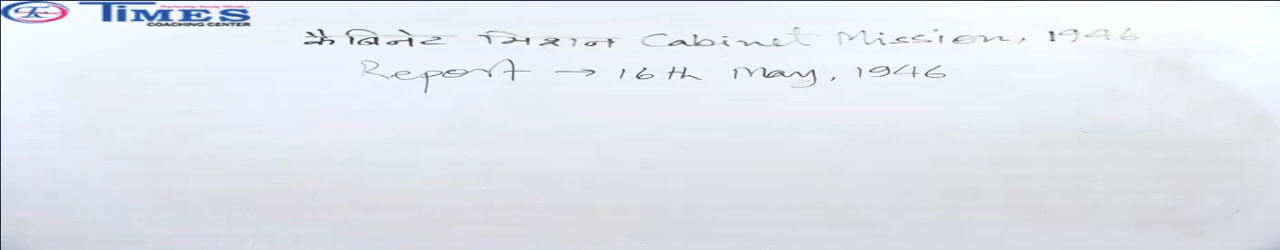 TIMES
COACHING CENTER
कैबिनेट मिशन Cabinet Mission, 1946
Report → 16th May, 1946